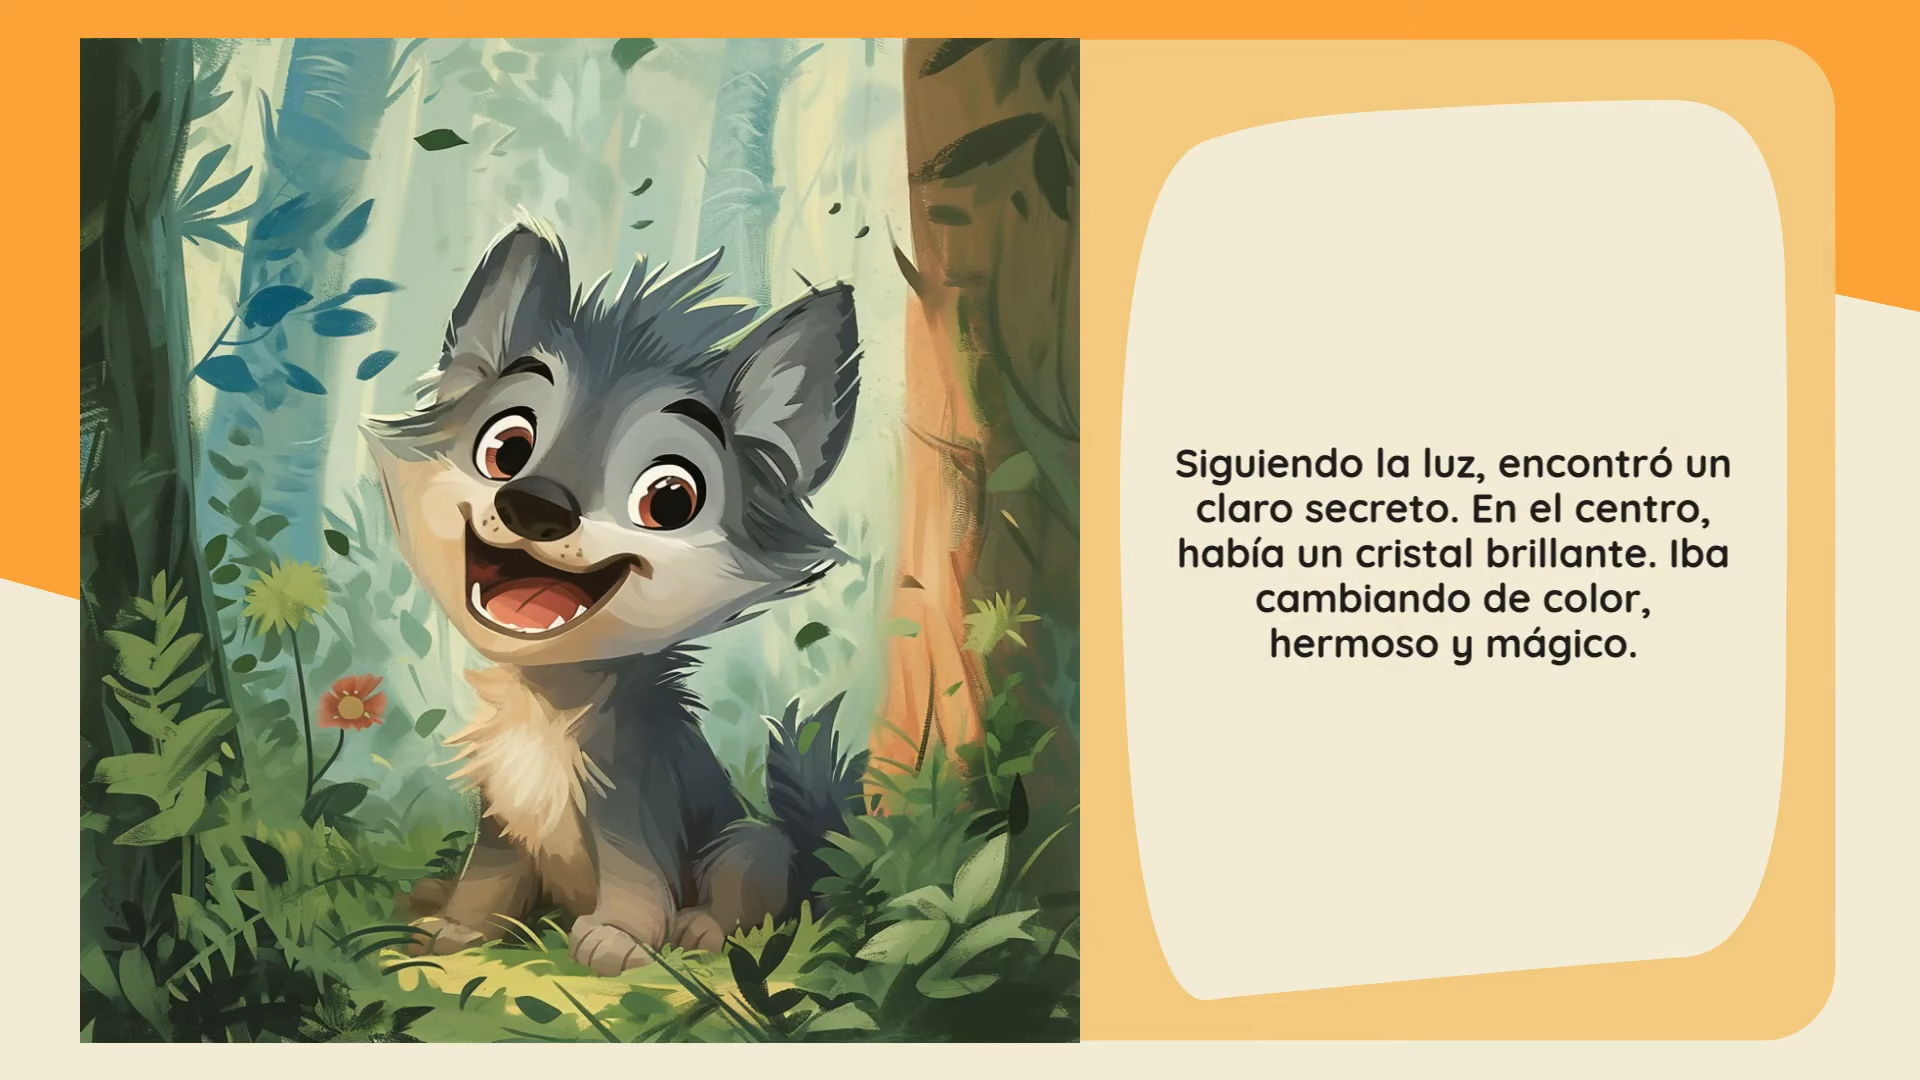 Siguiendo la luz, encontró un
claro secreto. En el centro,
había un cristal brillante. Iba
cambiando de color,
hermoso y mágico.